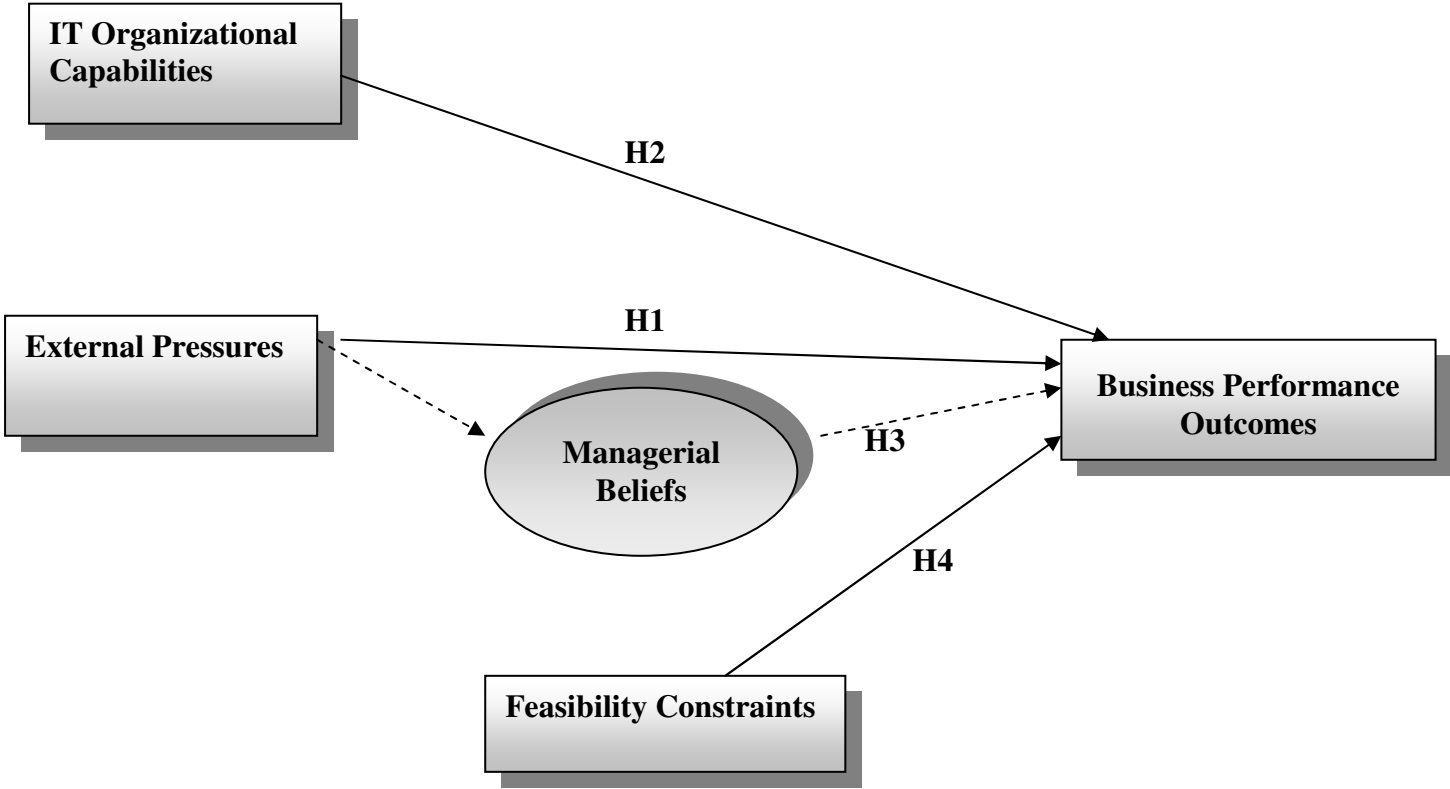 IT Organizational
Capabilities
H2
H1
External Pressures
Business Performance
Outcomes
H3
Managerial
Beliefs
H4
Feasibility Constraints